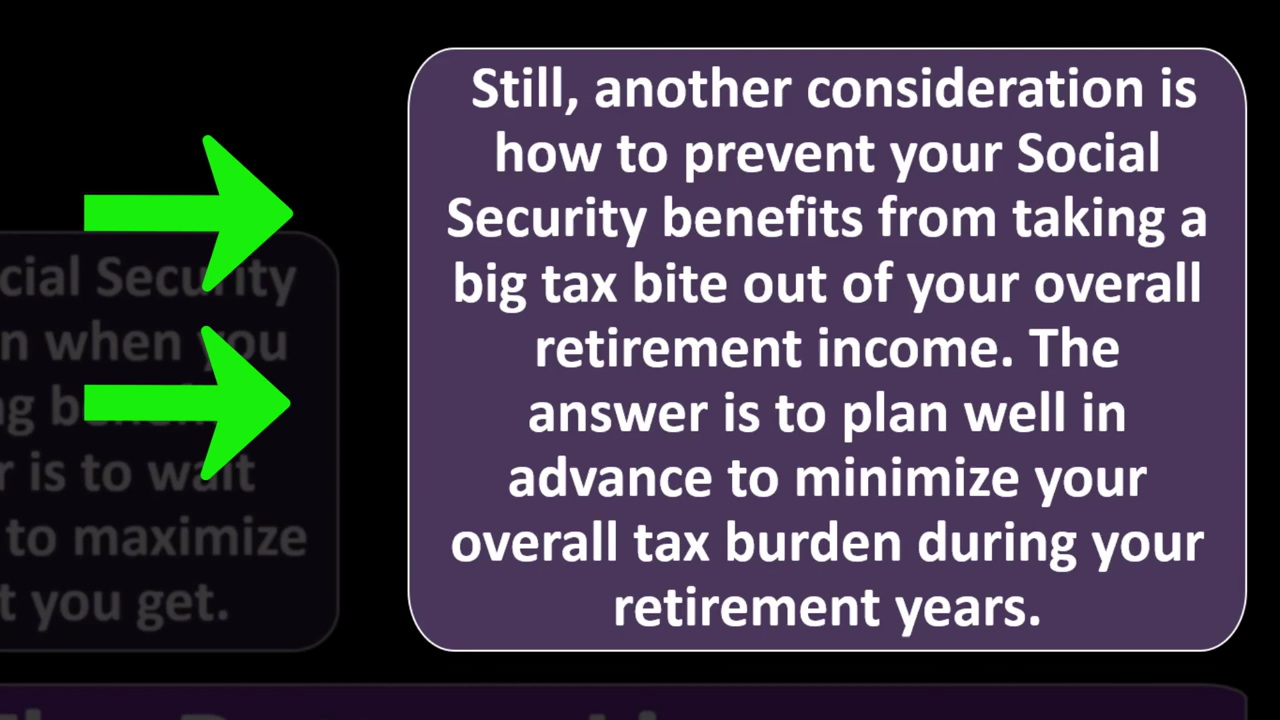 Still, another consideration is
how to prevent your Social
Security benefits from taking a
big tax bite out of your overall
retirement income. The
answer is to plan well in
advance to minimize your
overall tax burden during your
retirement years.
cial Security
n when you
is to wait
to maximize
t you get.